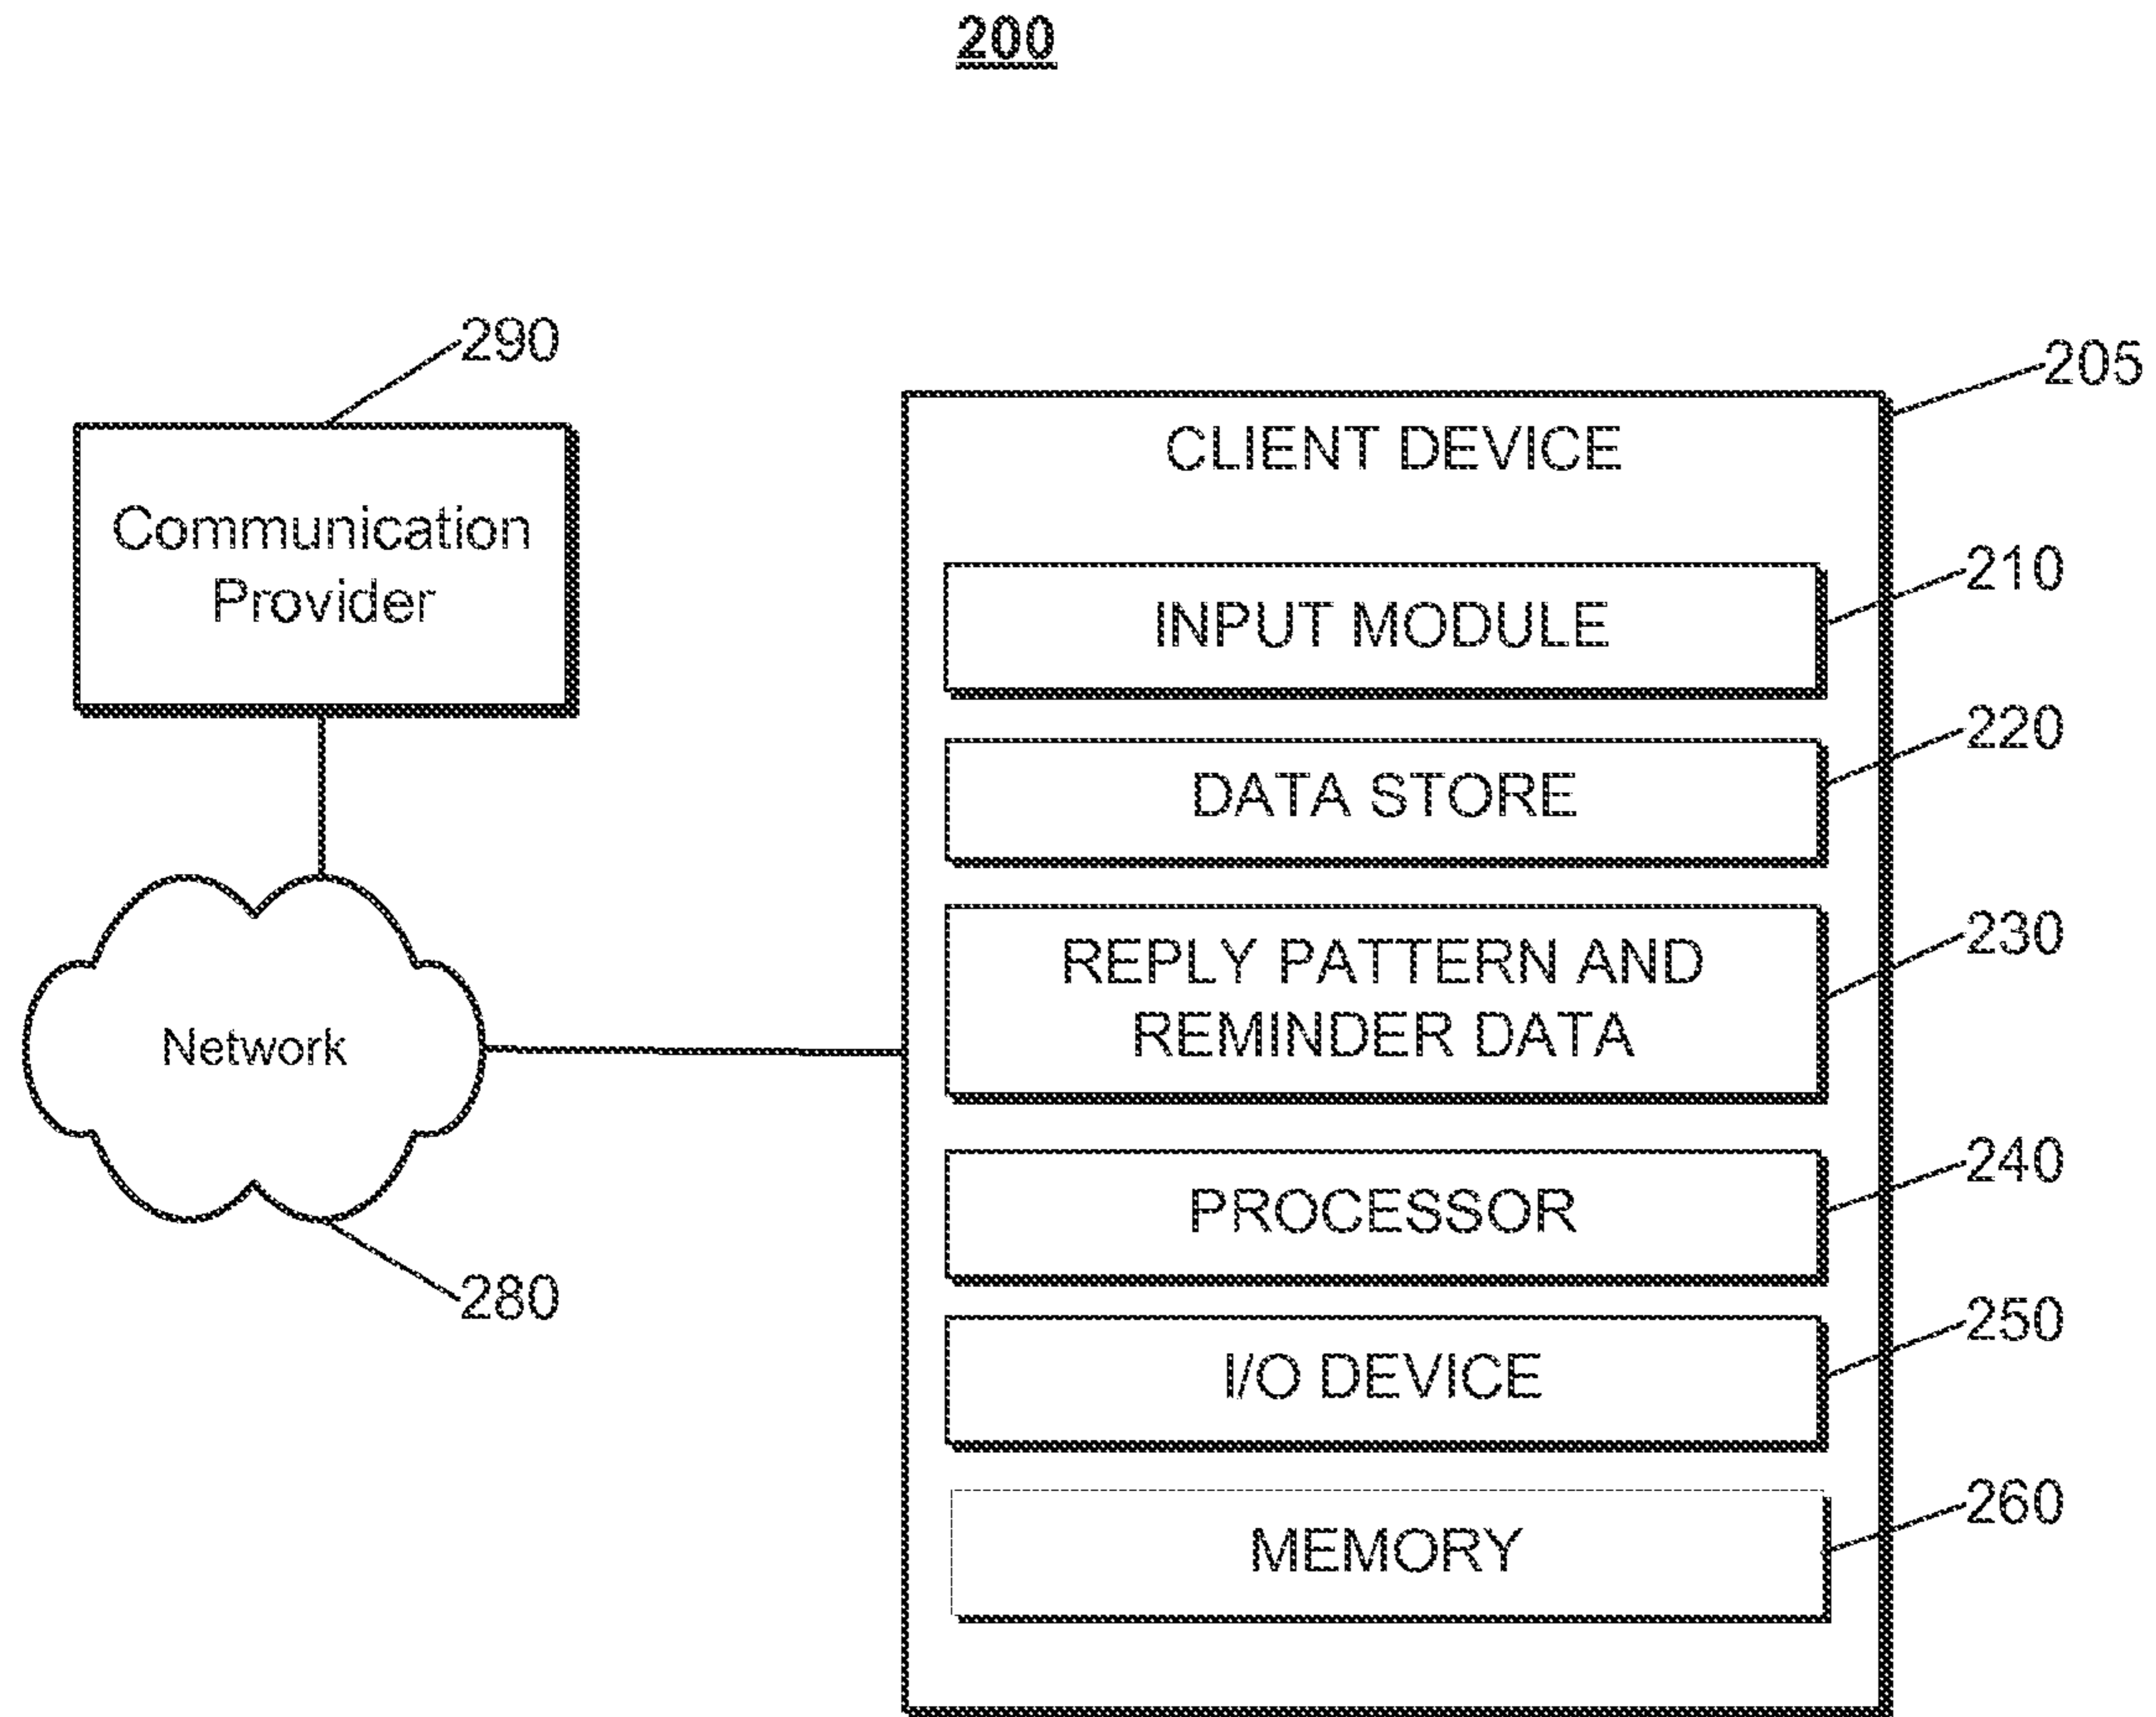 200
290
205
CLIENT DEVICE
Communication
Provider
210
INPUT MODULE
220
DATA STORE
230
REPLY PATTERN AND
REMINDER DATA
Network
240
PROCESSOR
280
250
I/O DEVICE
260
MEMORY